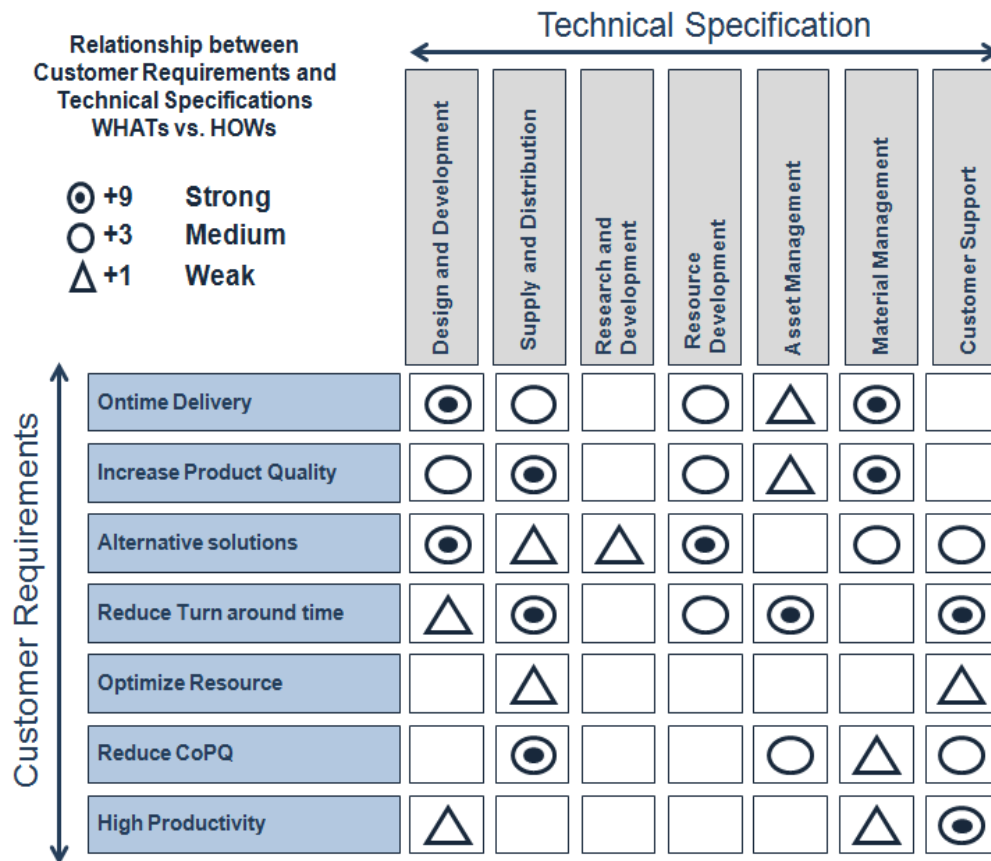 Technical Specification
Relationship between
Customer Requirements and
Technical Specifications
WHATs vs. HOWs
+9 Strong
+3 Medium
+1 Weak
Design and Development
Supply and Distribution
Research and
Development
Resource
Development
Asset Management
Material Management
Customer Support
Customer Requirements
Ontime Delivery
Increase Product Quality
Alternative solutions
Reduce Turn around time
Optimize Resource
Reduce CoPQ
High Productivity